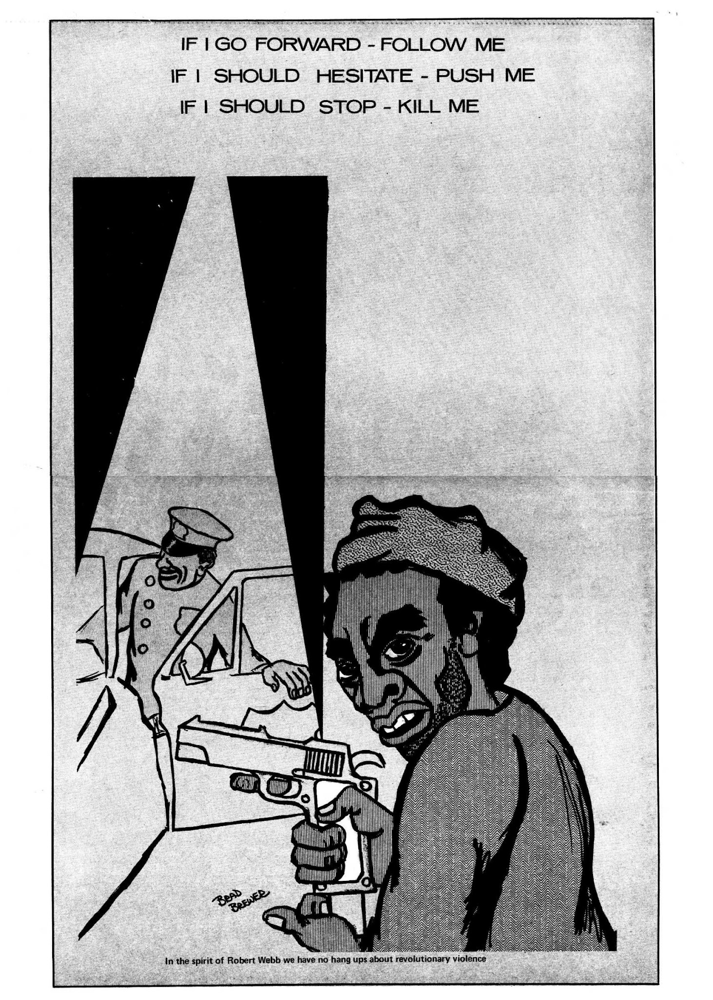 IF I GO FORWARD - FOLLOW ME
IF I SHOULD HESITATE - PUSH ME
IF I SHOULD STOP - KILL ME
BRAD
BREWER
In the spirit of Robert Webb we have no hang ups about revolutionary violence